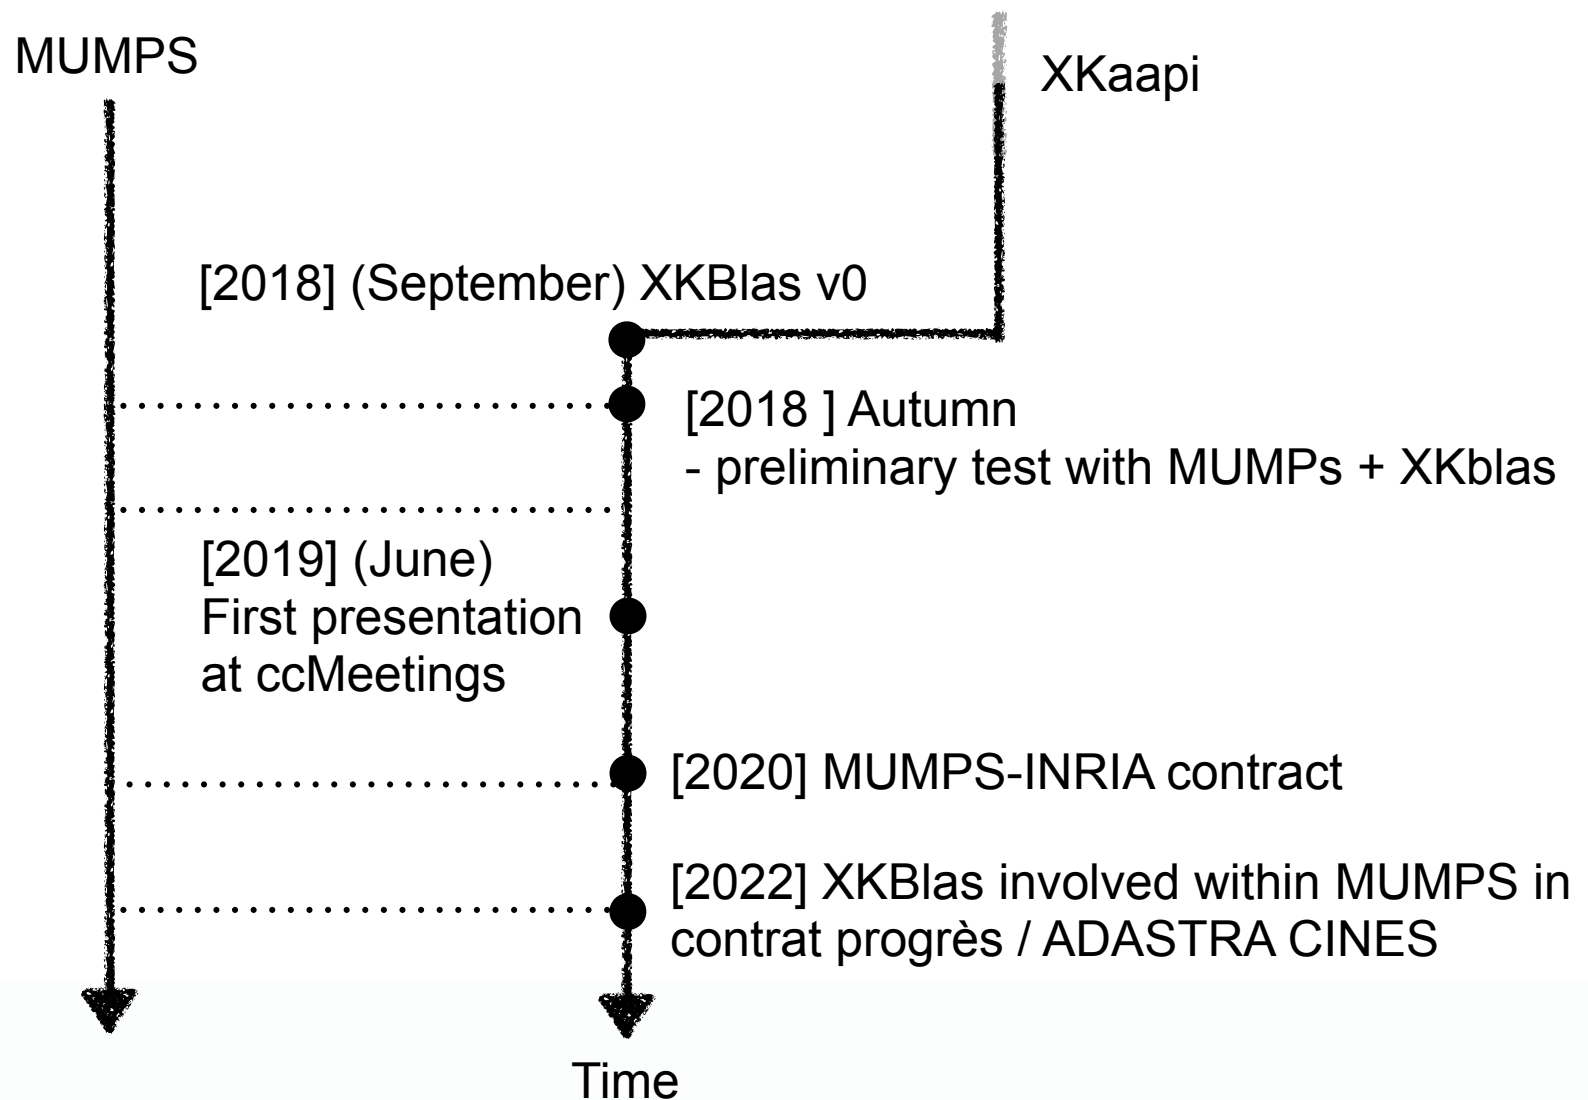 MUMPS
XKaapi
[2018] (September) XKBlas v0
[2018 ] Autumn
- preliminary test with MUMPs + XKblas
[2019] (June)
First presentation
at ccMeetings
[2020] MUMPS-INRIA contract
[2022] XKBlas involved within MUMPS in
contrat progrès / ADASTRA CINES
Time